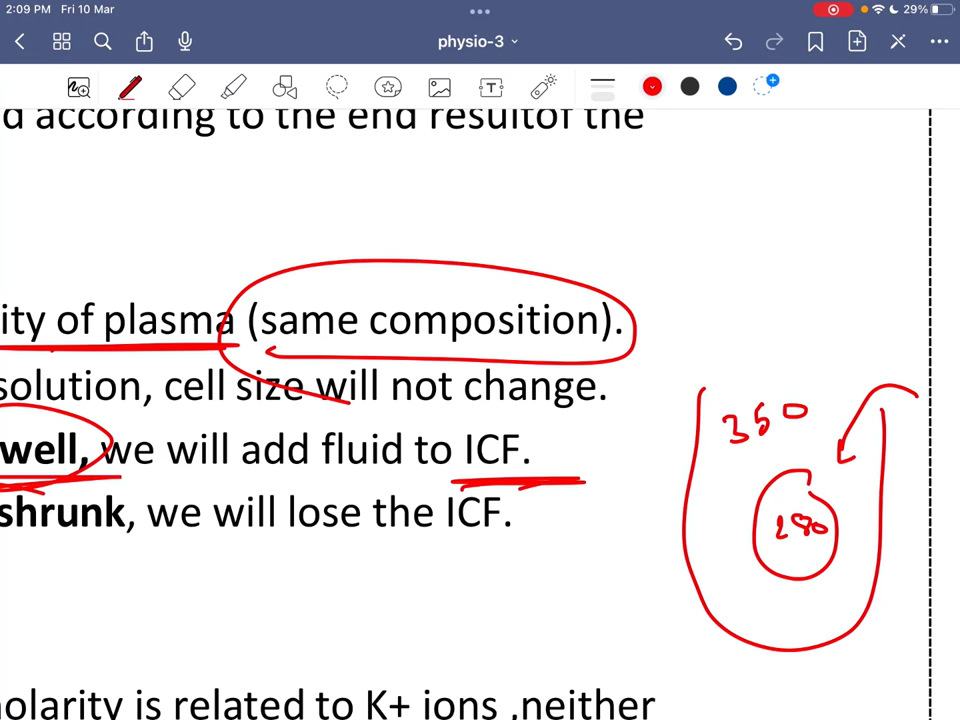 2:09 PM Fri 10 Mar
29%
physio-3
d according to the end resultof the
ity of plasma (same composition).
solution, cell size will not change.
well, we will add fluid to ICF.
shrunk, we will lose the ICF.
350
280
nolarity is related to K+ ions ,neither